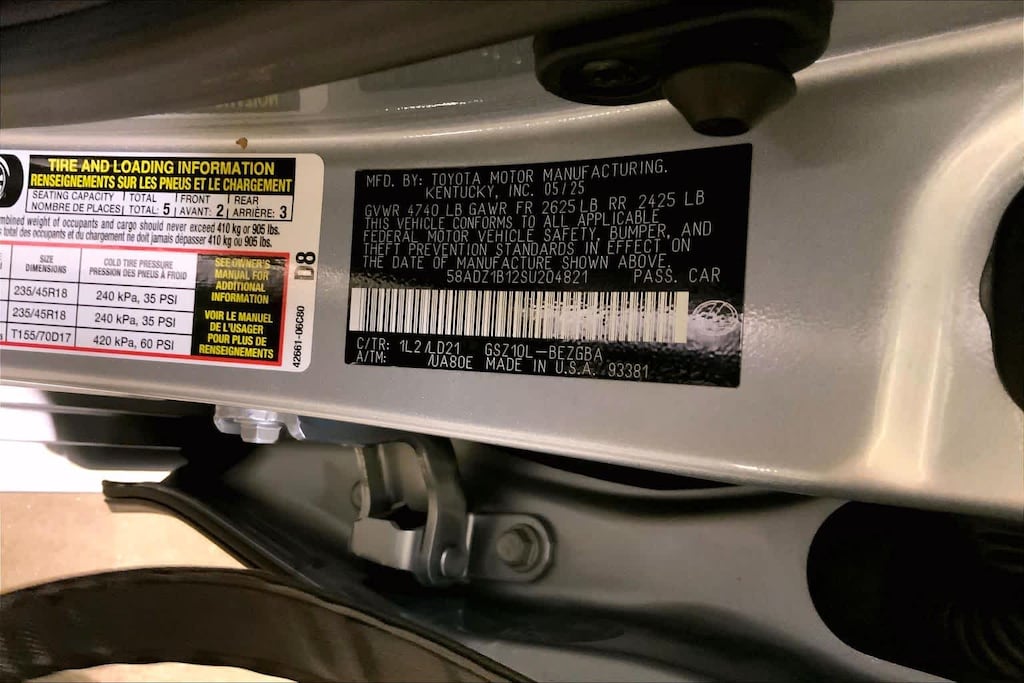 TIRE AND LOADING INFORMATION
RENSEIGNEMENTS SUR LES PNEUS ET LE CHARGEMENT
SEATING CAPACITY TOTAL FRONT REAR
NOMBRE DE PLACES TOTAL: 5 AVANT: 2 ARRIÈRE: 3
mbined weight of occupants and cargo should never exceed 410 kg or 905 lbs.
total des occupants et du chargement ne doit jamais dépasser 410 kg ou 905 lbs.
SIZE DIMENSIONS
COLD TIRE PRESSURE
PRESSION DES PNEUS À FROID
235/45R18 240 kPa, 35 PSI
235/45R18 240 kPa, 35 PSI
T155/70D17 420 kPa, 60 PSI
SEE OWNER'S
MANUAL FOR
ADDITIONAL
INFORMATION
VOIR LE MANUEL
DE L'USAGER
POUR PLUS DE
RENSEIGNEMENTS
D8
42661-06C80
MFD. BY: TOYOTA MOTOR MANUFACTURING.
KENTUCKY, INC. 05/25
GVWR 4740 LB GAWR FR 2625 LB RR 2425 LB
THIS VEHICLE CONFORMS TO ALL APPLICABLE
FEDERAL MOTOR VEHICLE SAFETY, BUMPER, AND
THEFT PREVENTION STANDARDS IN EFFECT ON
THE DATE OF MANUFACTURE SHOWN ABOVE.
58ADZ1B12SU204821 PASS. CAR
C/TR: 1L2/LD21 GSZ10L-BEZGBA
A/TM: /UA80E MADE IN U.S.A. 93381